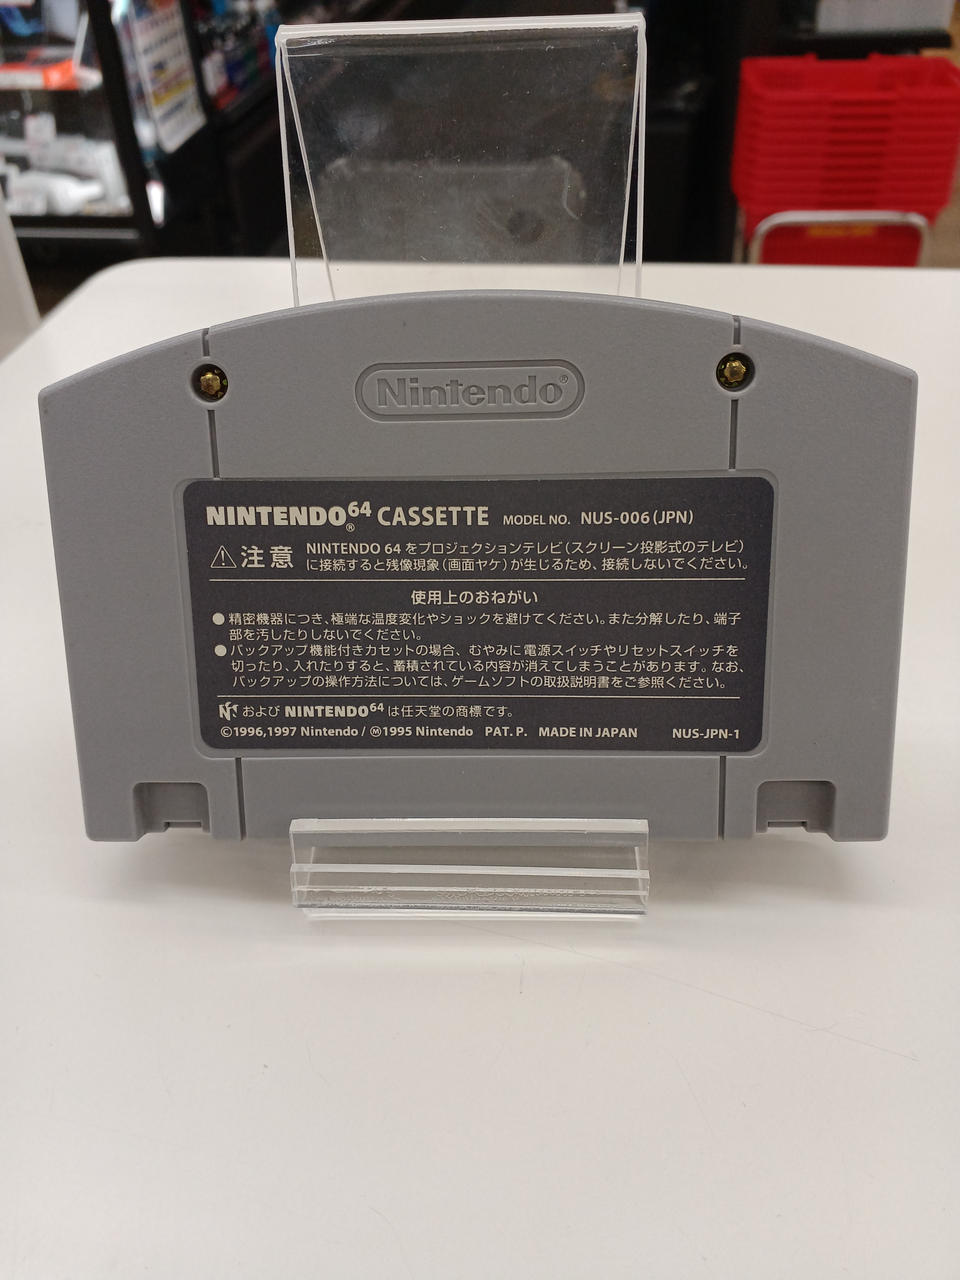 Nintendo®
NINTENDO64® CASSETTE MODEL NO. NUS-006(JPN)
⚠注意 NINTENDO 64 をプロジェクションテレビ(スクリーン投影式のテレビ)
に接続すると残像現象(画面ヤケ)が生じるため、接続しないでください。
使用上のおねがい
●精密機器につき、極端な温度変化やショックを避けてください。また分解したり、端子
部を汚したりしないでください。
●バックアップ機能付きカセットの場合、むやみに電源スイッチやリセットスイッチを
切ったり、入れたりすると、蓄積されている内容が消えてしまうことがあります。なお、
バックアップの操作方法については、ゲームソフトの取扱説明書をご参照ください。
および NINTENDO64 は任天堂の商標です。
©1996,1997 Nintendo / Ⓜ1995 Nintendo PAT. P. MADE IN JAPAN NUS-JPN-1